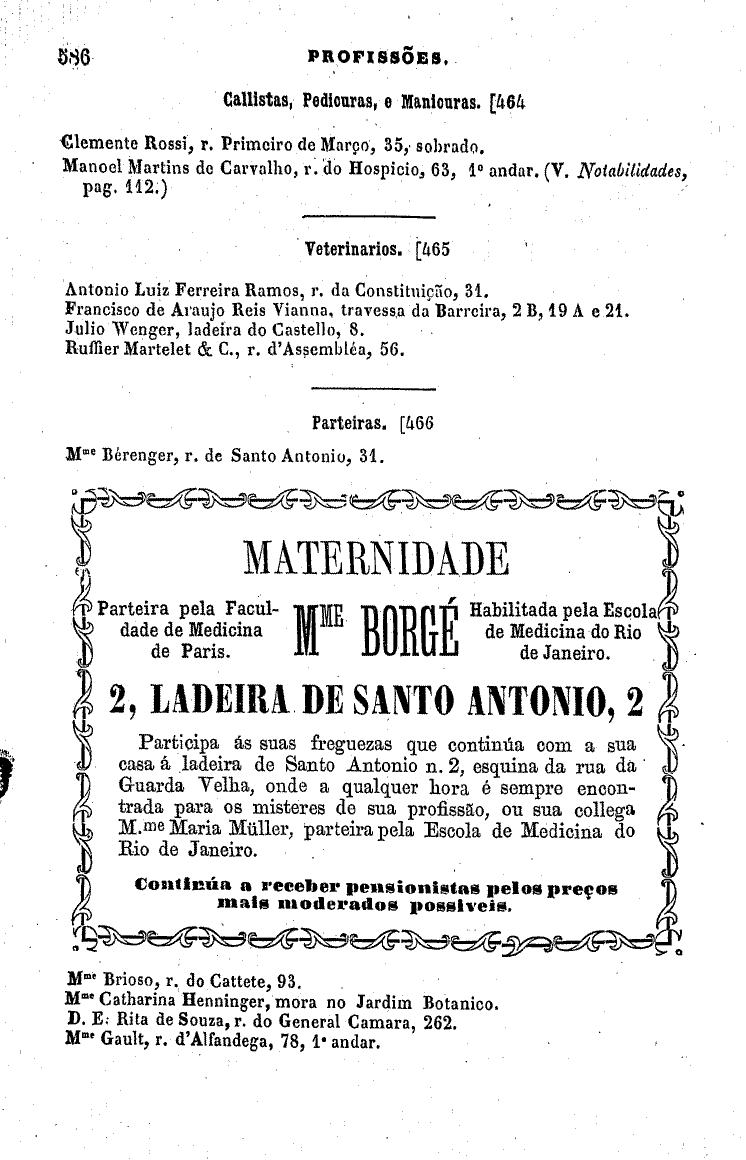 586 PROFISSÕES.
Callistas, Pedicuras, e Manicuras. [464
Clemente Rossi, r. Primeiro de Março, 35, sobrado.
Manoel Martins de Carvalho, r. do Hospicio, 63, 1º andar. (V. Notabilidades,
pag. 112.)
Veterinarios. [465
Antonio Luiz Ferreira Ramos, r. da Constituição, 31.
Francisco de Araujo Reis Vianna, travessa da Barreira, 2 B, 19 A e 21.
Julio Wenger, ladeira do Castello, 8.
Ruffier Martelet & C., r. d'Assembléa, 56.
Parteiras. [466
Mme Bérenger, r. de Santo Antonio, 31.
MATERNIDADE
Parteira pela Facul-
dade de Medicina
de Paris.
MME BORGÉ
Habilitada pela Escola
de Medicina do Rio
de Janeiro.
2, LADEIRA DE SANTO ANTONIO, 2
Participa ás suas freguezas que continúa com a sua
casa á ladeira de Santo Antonio n. 2, esquina da rua da
Guarda Velha, onde a qualquer hora é sempre encon-
trada para os misteres de sua profissão, ou sua collega
M.me Maria Müller, parteira pela Escola de Medicina do
Rio de Janeiro.
Continúa a receber pensionistas pelos preços
mais moderados possiveis.
Mme Brioso, r. do Cattete, 93.
Mme Catharina Henninger, mora no Jardim Botanico.
D. E. Rita de Souza, r. do General Camara, 262.
Mme Gault, r. d'Alfandega, 78, 1º andar.